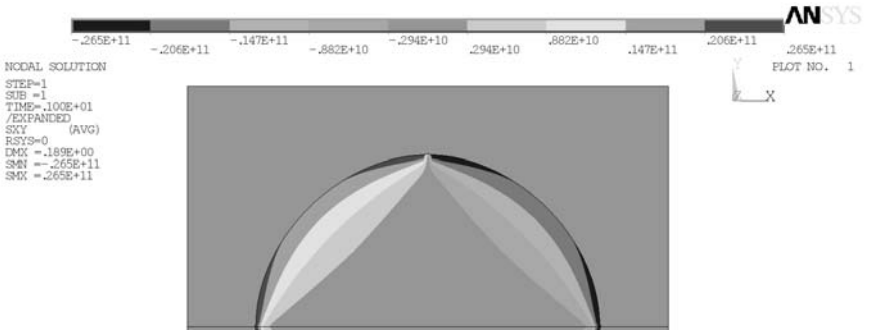 ANSYS
-.265E+11 -.147E+11 -.294E+10 .882E+10 .206E+11
-.206E+11 -.882E+10 .294E+10 .147E+11 .265E+11
NODAL SOLUTION
PLOT NO. 1
STEP=1
SUB =1
TIME=.100E+01
/EXPANDED
SXY (AVG)
RSYS=0
DMX =.189E+00
SMN =-.265E+11
SMX =.265E+11
Y
Z X